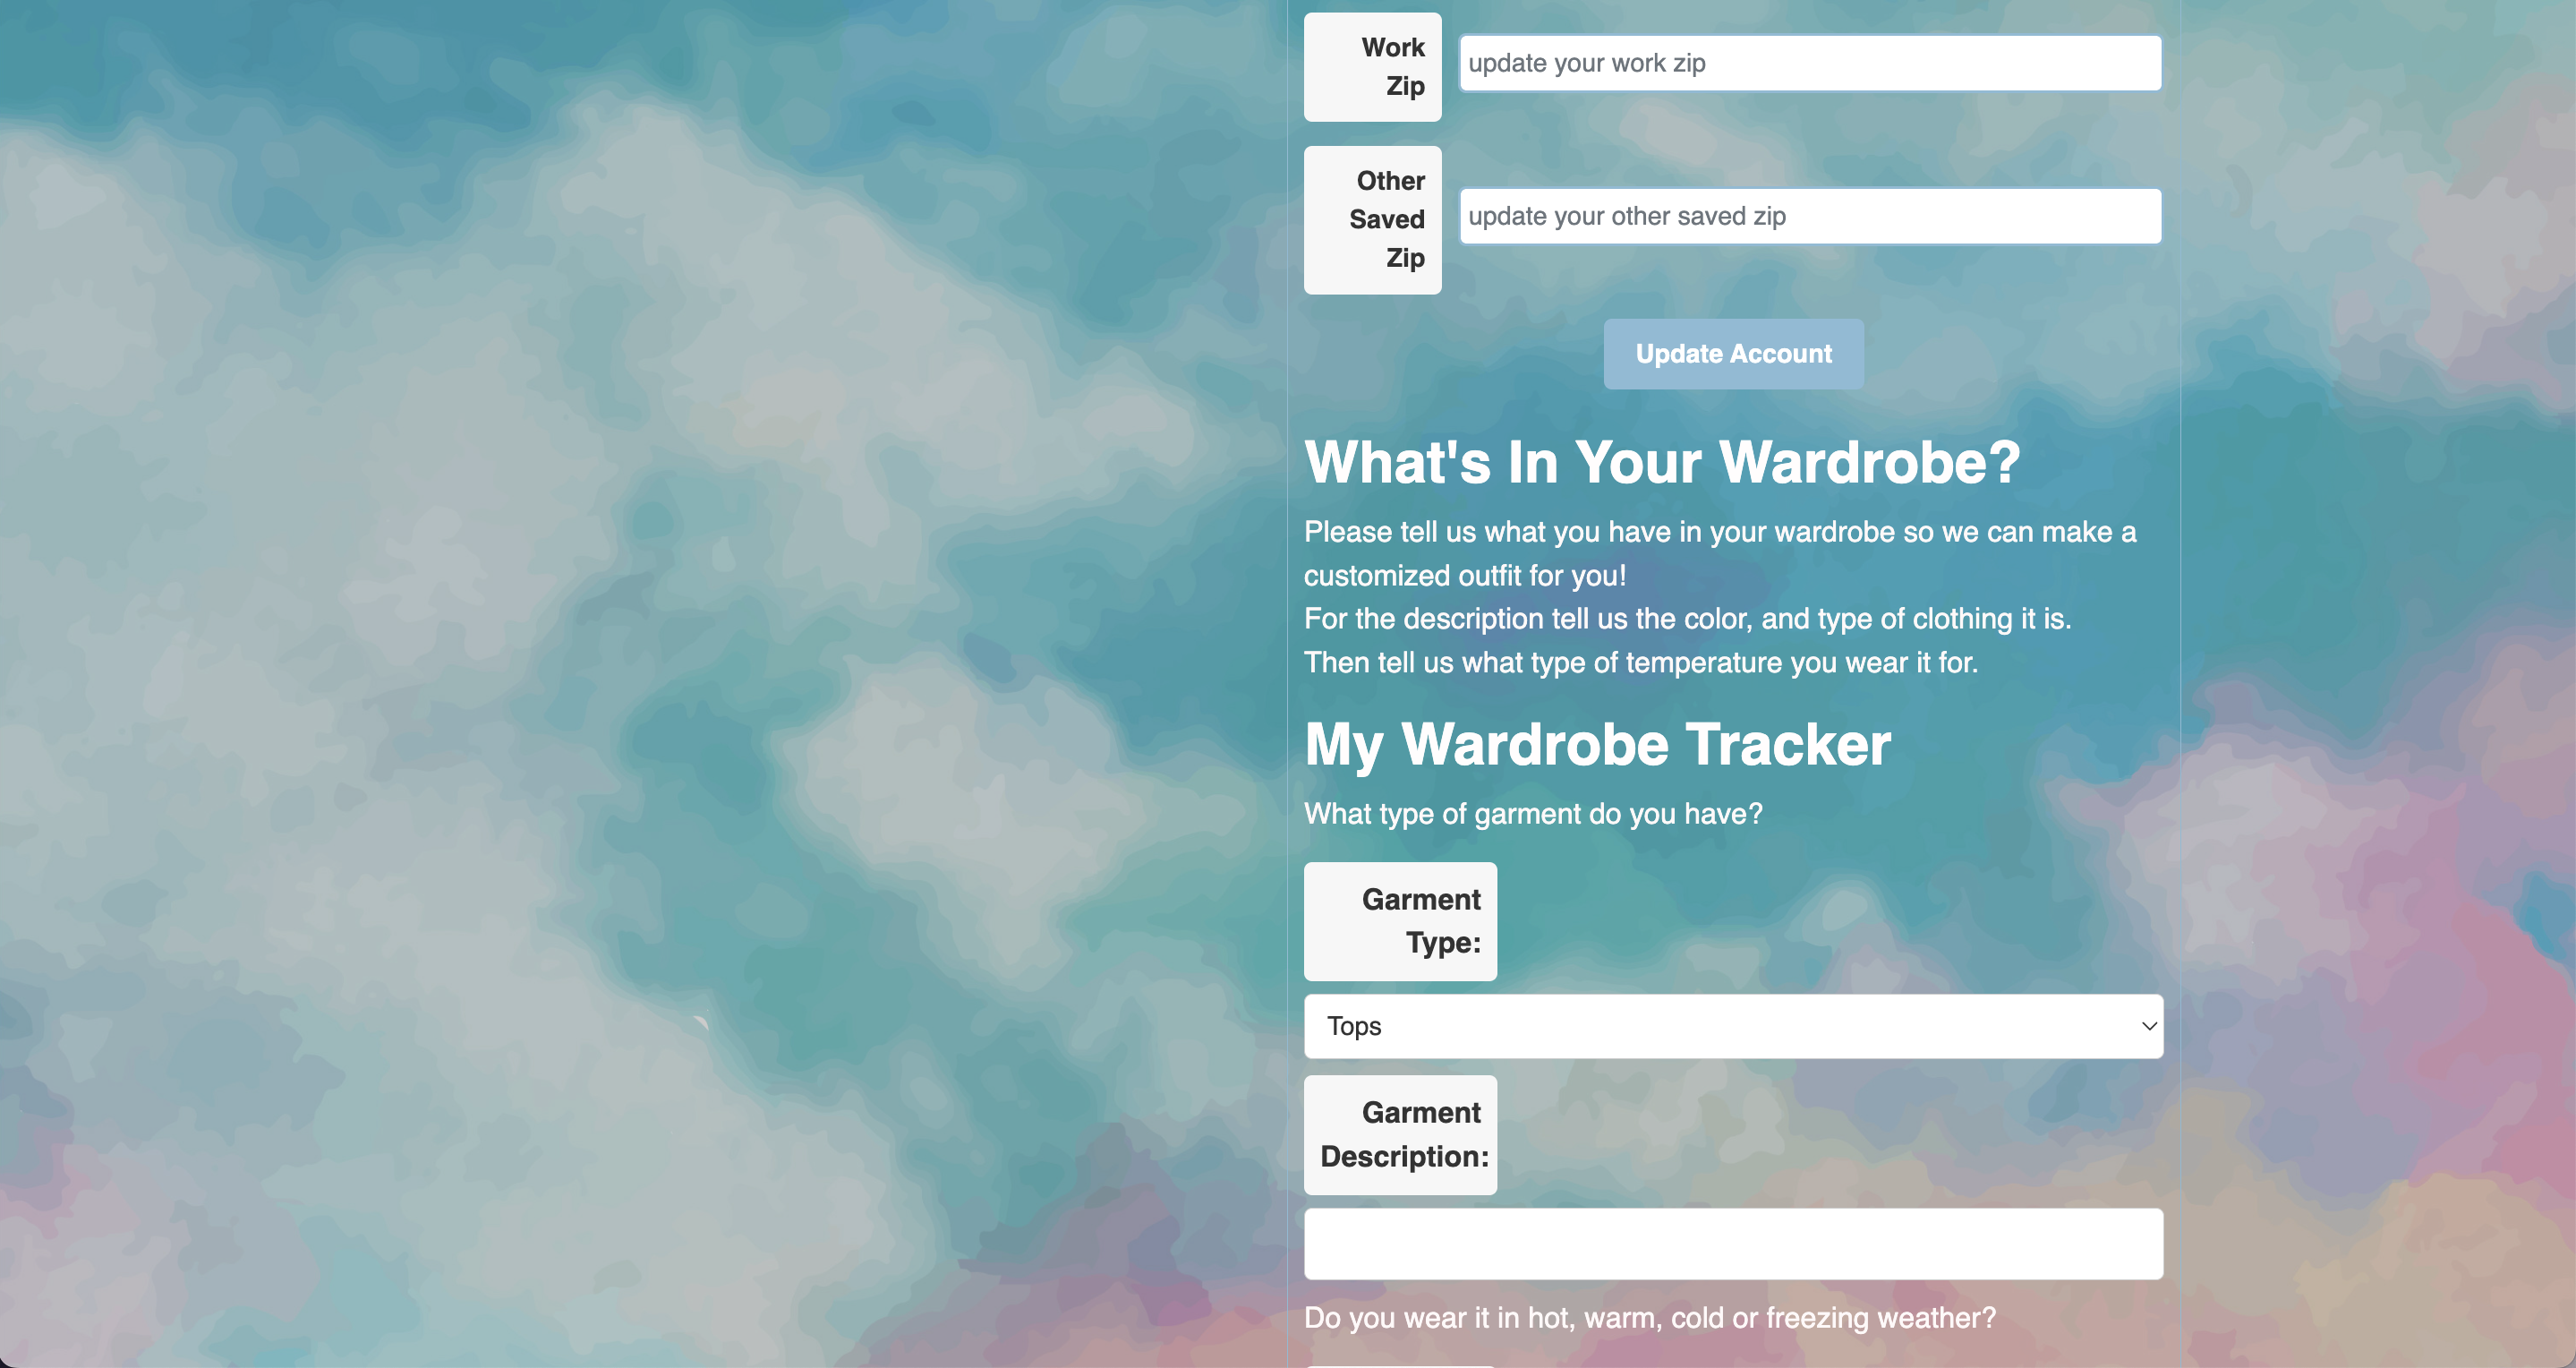 Work
Zip
update your work zip
Other
Saved
Zip
update your other saved zip
Update Account
What's In Your Wardrobe?
Please tell us what you have in your wardrobe so we can make a
customized outfit for you!
For the description tell us the color, and type of clothing it is.
Then tell us what type of temperature you wear it for.
My Wardrobe Tracker
What type of garment do you have?
Garment
Type:
Tops
Garment
Description:
Do you wear it in hot, warm, cold or freezing weather?